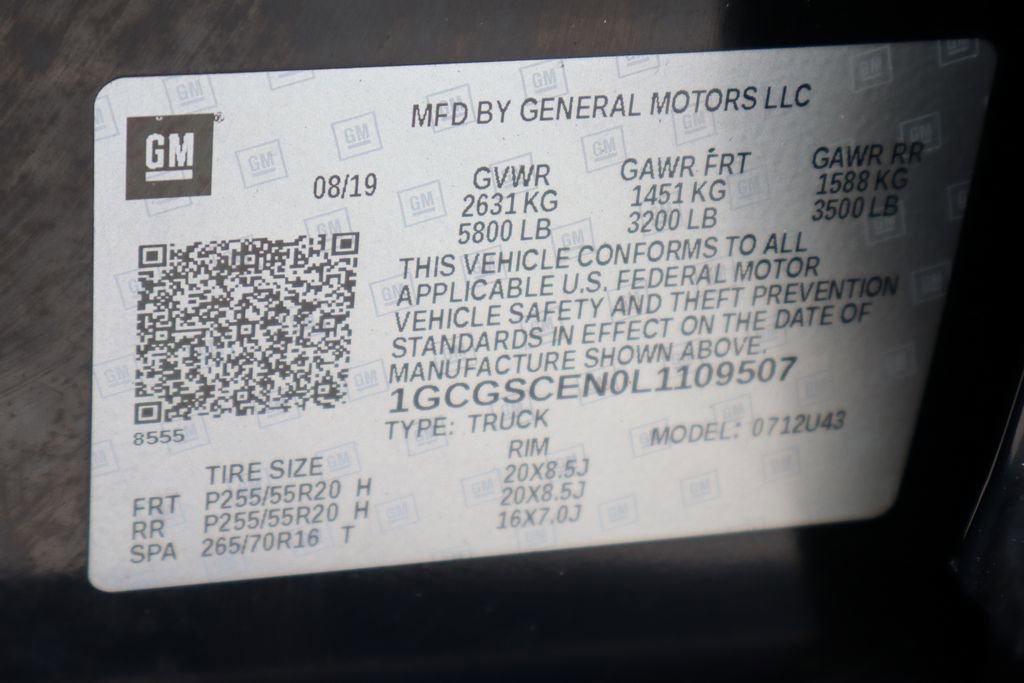 MFD BY GENERAL MOTORS LLC
GM
08/19
GVWR GAWR FRT GAWR RR
2631 KG 1451 KG 1588 KG
5800 LB 3200 LB 3500 LB
THIS VEHICLE CONFORMS TO ALL
APPLICABLE U.S. FEDERAL MOTOR
VEHICLE SAFETY AND THEFT PREVENTION
STANDARDS IN EFFECT ON THE DATE OF
MANUFACTURE SHOWN ABOVE.
1GCGSCEN0L1109507
8555
TYPE: TRUCK MODEL: 0712U43
TIRE SIZE RIM
FRT P255/55R20 H 20X8.5J
RR P255/55R20 H 20X8.5J
SPA 265/70R16 T 16X7.0J